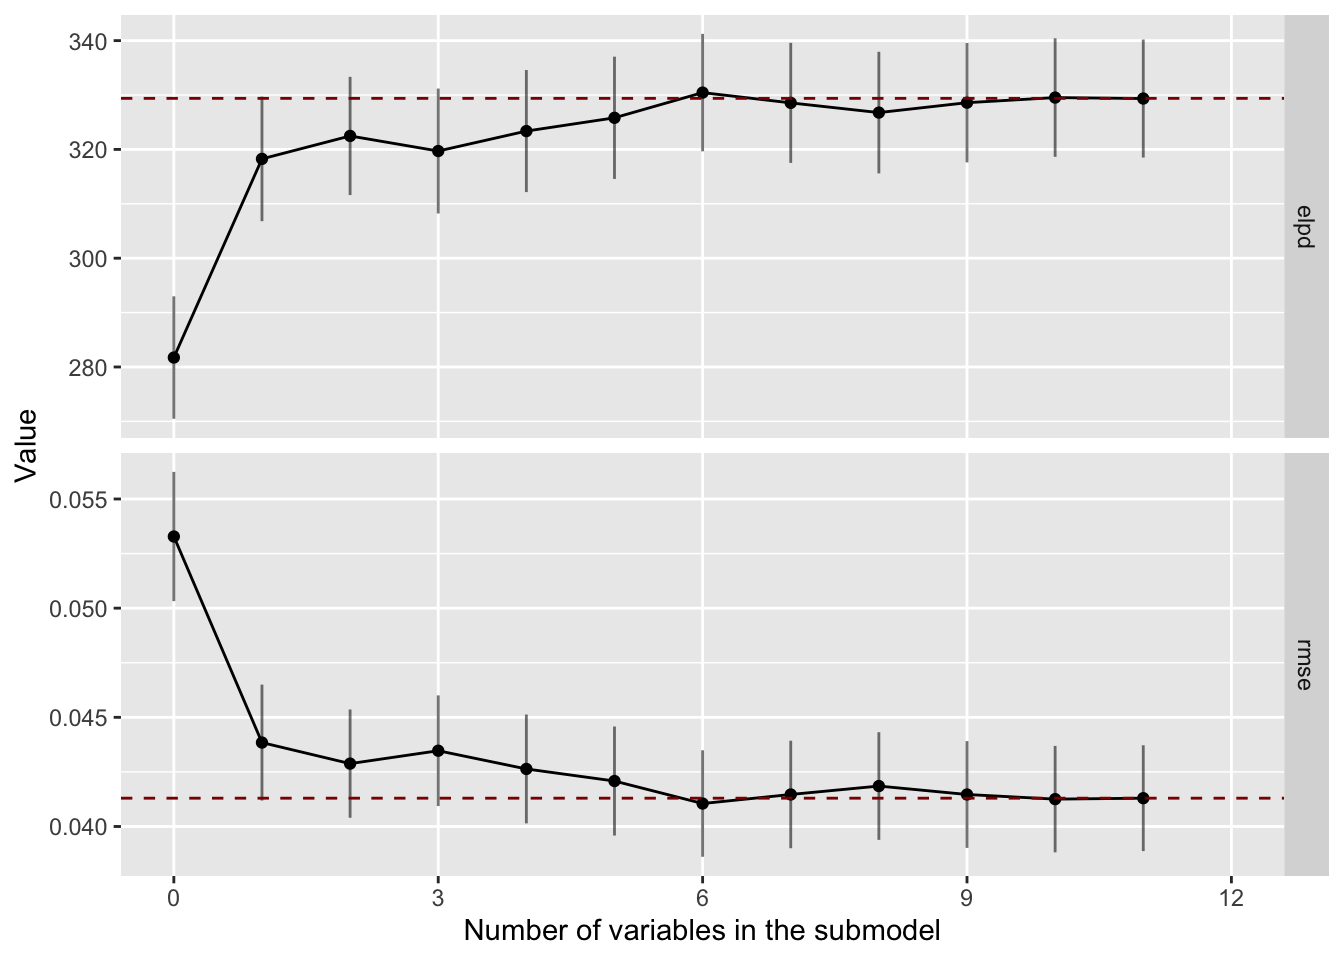 340
320
300
280
elpd
Value
0.055
0.050
0.045
0.040
rmse
0 3 6 9 12
Number of variables in the submodel